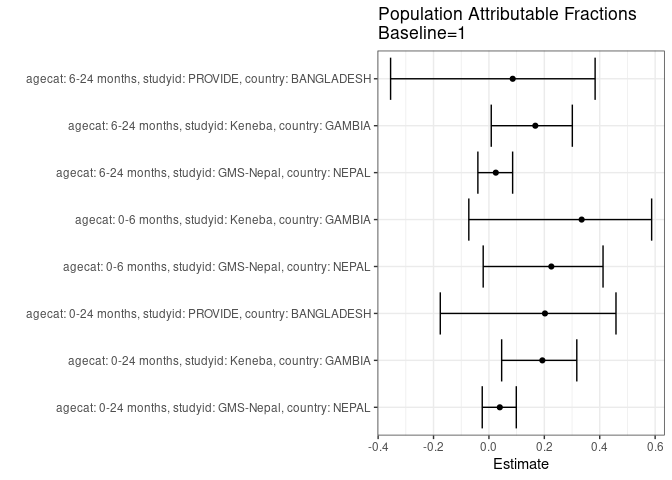 Population Attributable Fractions
Baseline=1
agecat: 6-24 months, studyid: PROVIDE, country: BANGLADESH
agecat: 6-24 months, studyid: Keneba, country: GAMBIA
agecat: 6-24 months, studyid: GMS-Nepal, country: NEPAL
agecat: 0-6 months, studyid: Keneba, country: GAMBIA
agecat: 0-6 months, studyid: GMS-Nepal, country: NEPAL
agecat: 0-24 months, studyid: PROVIDE, country: BANGLADESH
agecat: 0-24 months, studyid: Keneba, country: GAMBIA
agecat: 0-24 months, studyid: GMS-Nepal, country: NEPAL
-0.4 -0.2 0.0 0.2 0.4 0.6
Estimate